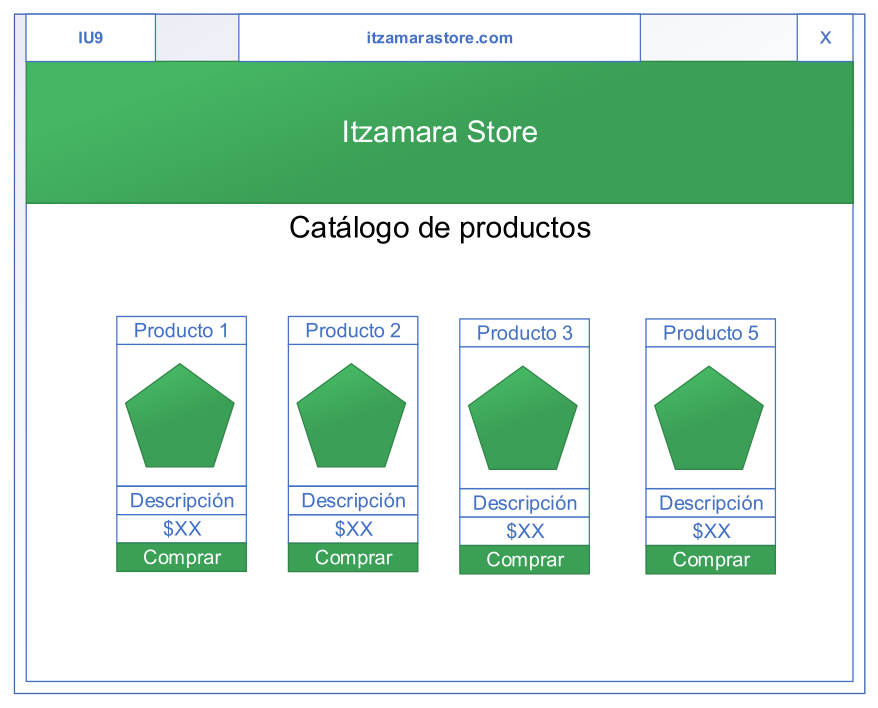 IU9
itzamarastore.com
X
Itzamara Store
Catálogo de productos
Producto 1
Producto 2
Producto 3
Producto 5
Descripción
Descripción
Descripción
Descripción
$XX
$XX
$XX
$XX
Comprar
Comprar
Comprar
Comprar